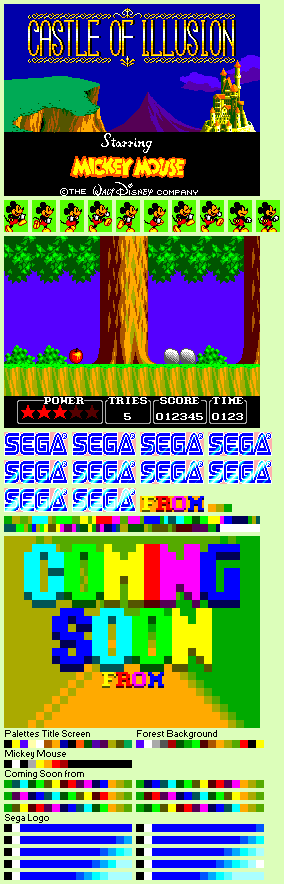 CASTLE OF ILLUSION
Starring
MICKEY MOUSE
©THE WALT DISNEY COMPANY
POWER TRIES SCORE TIME
5 012345 0123
SEGA® SEGA® SEGA® SEGA®
SEGA® SEGA® SEGA® SEGA®
SEGA® SEGA® FROM
COMING
SOON
FROM
Palettes Title Screen Forest Background
Mickey Mouse
Coming Soon from
Sega Logo